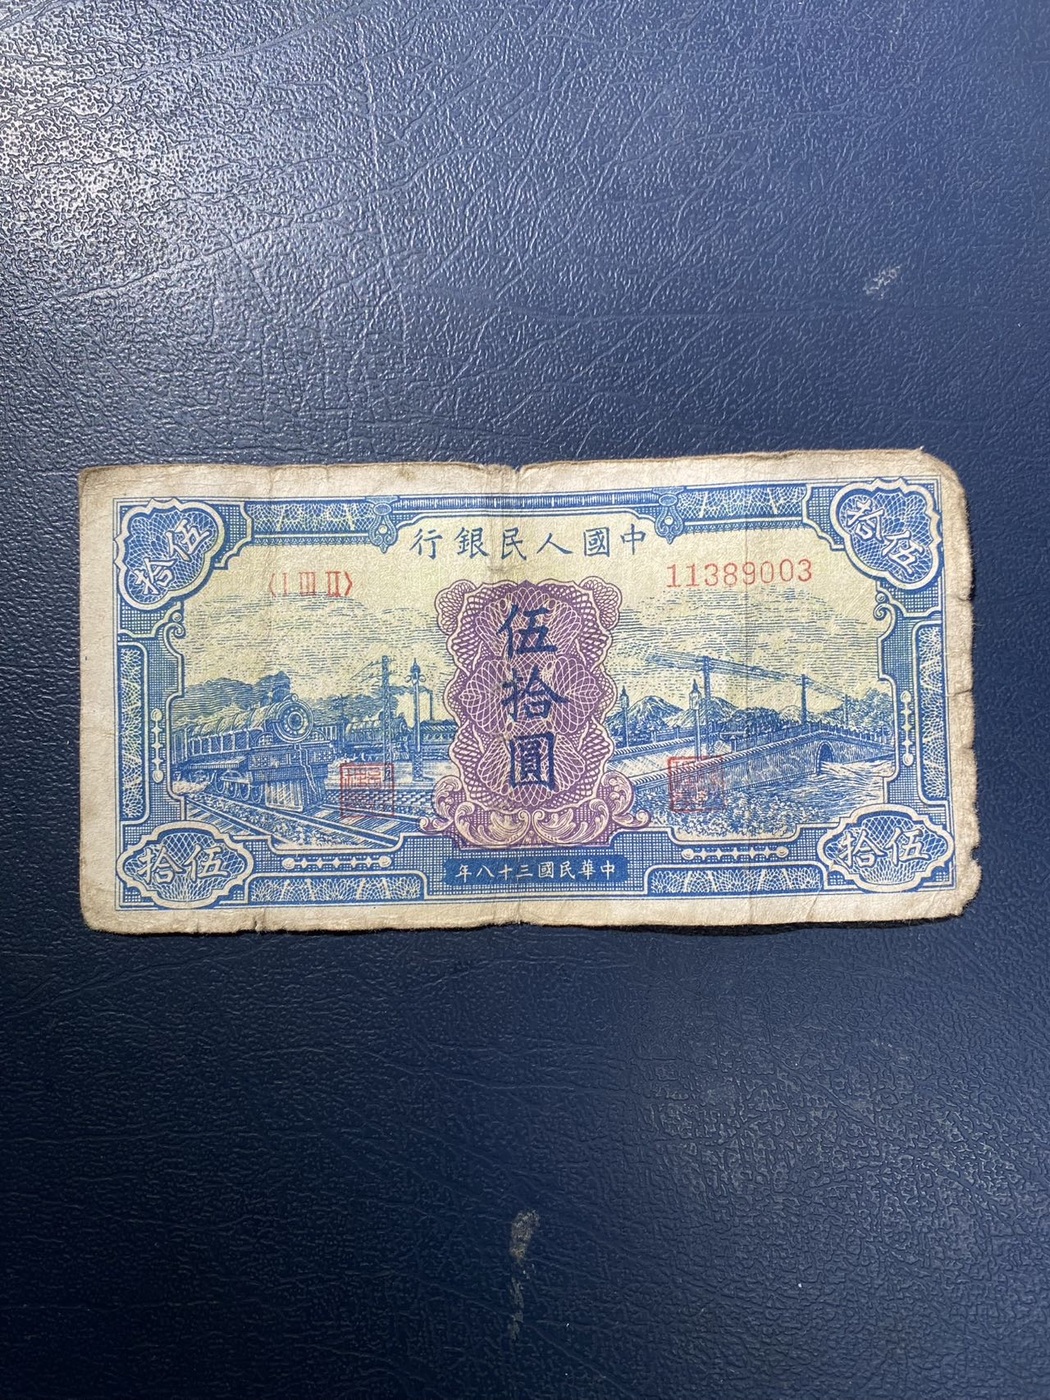 中國人民銀行
伍拾
伍拾
〈I III II〉
11389003
伍拾圓
伍拾
伍拾
中華民國三十八年